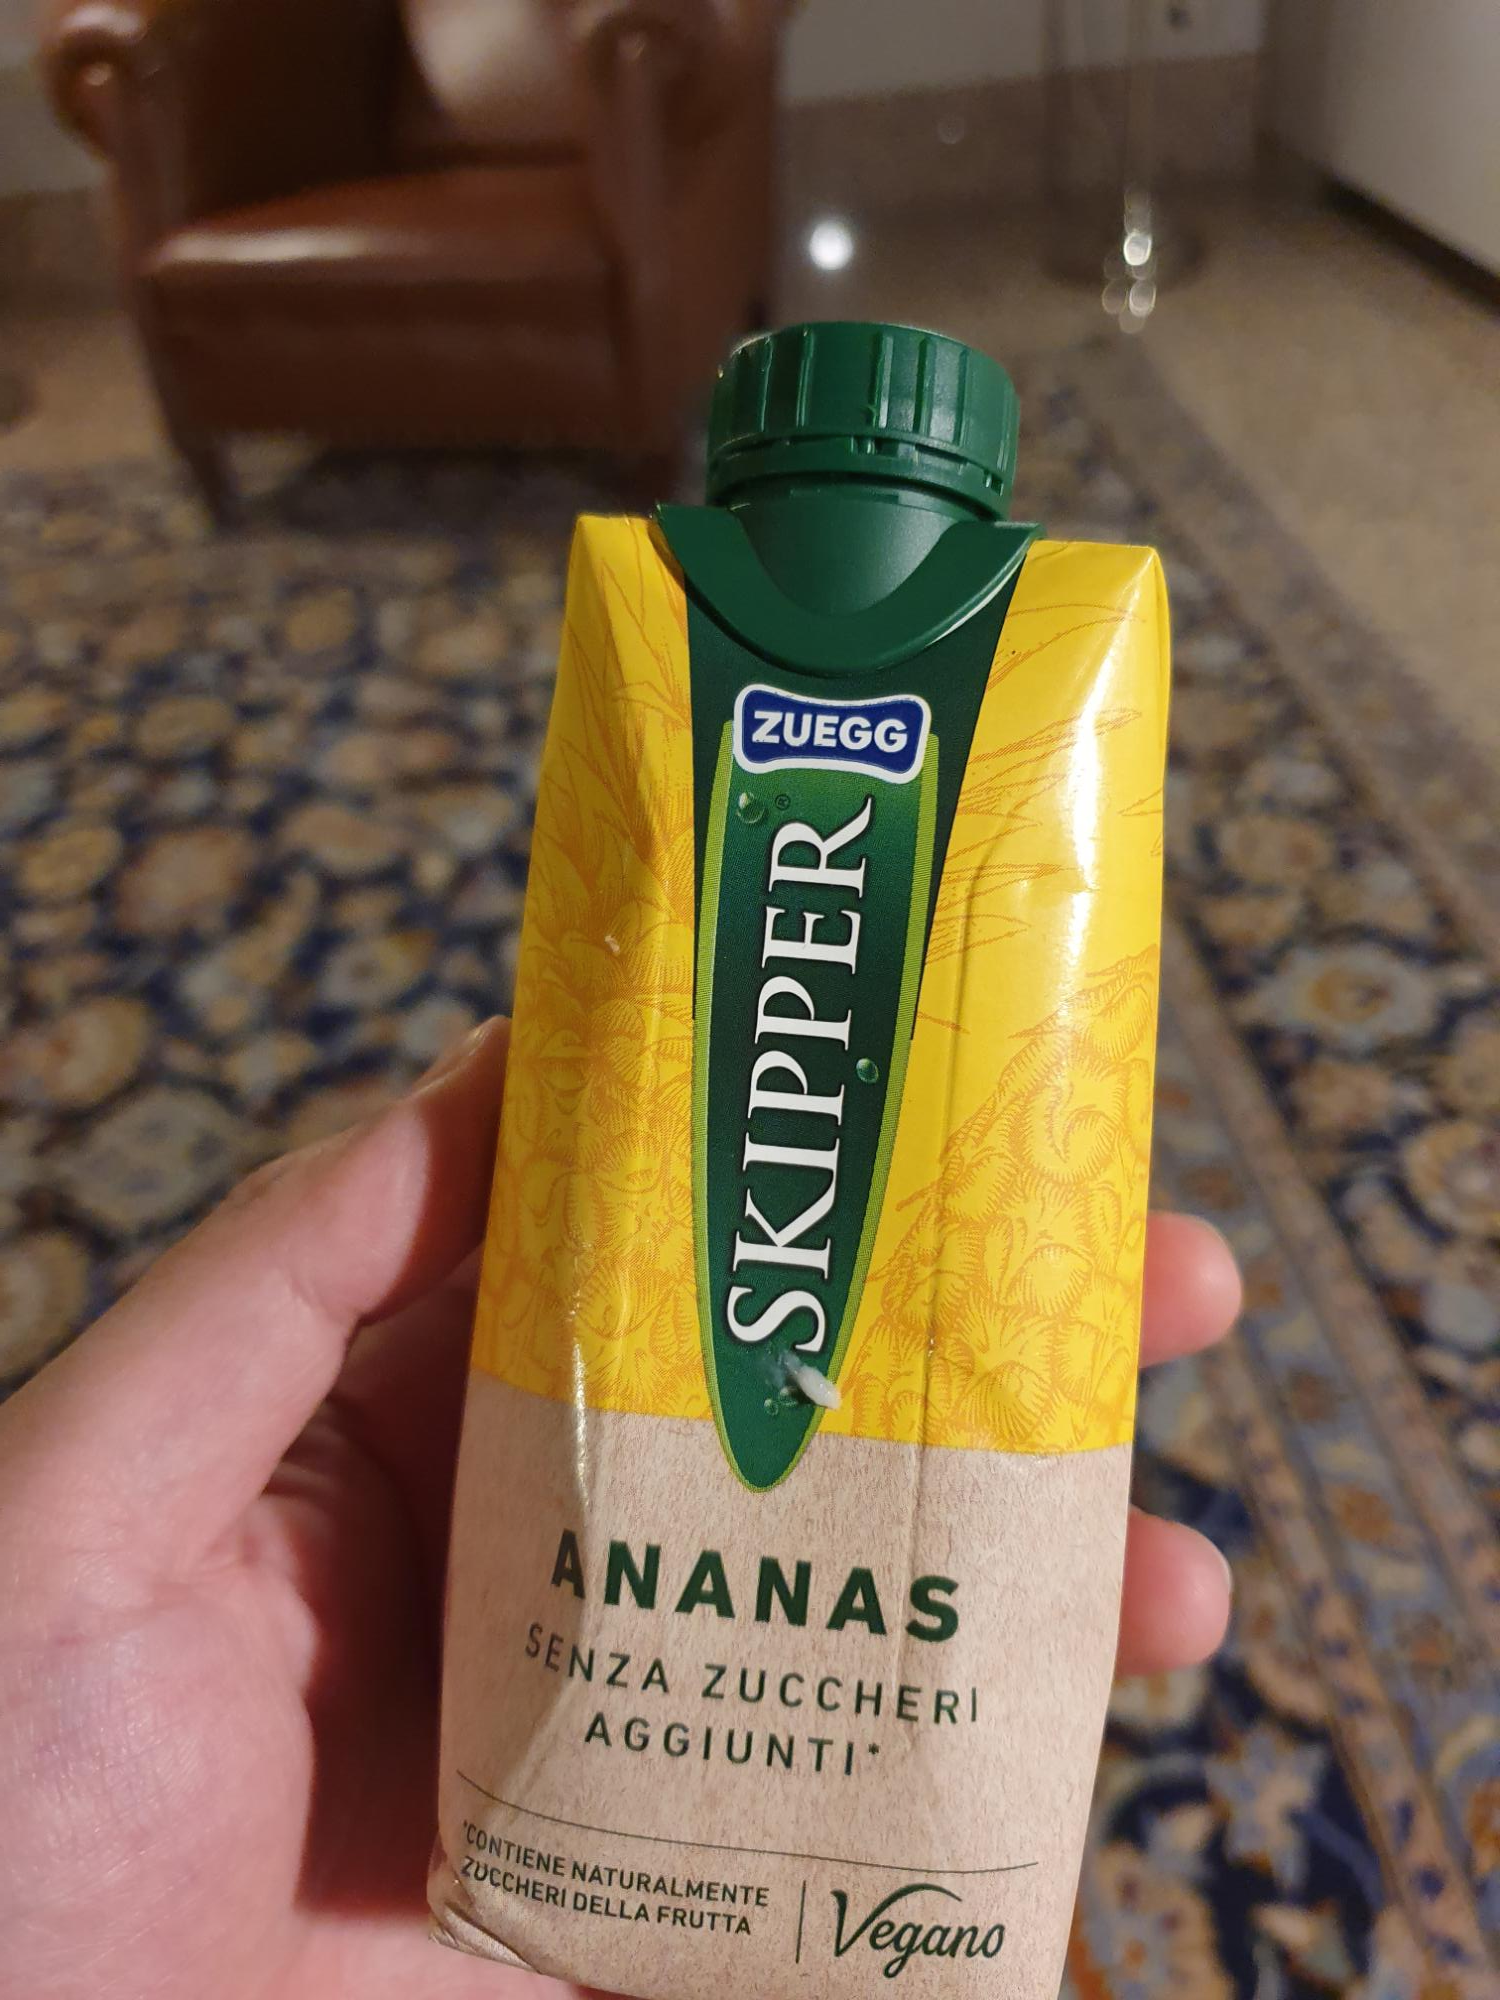 ZUEGG
SKIPPER®
ANANAS
SENZA ZUCCHERI
AGGIUNTI*
*CONTIENE NATURALMENTE
ZUCCHERI DELLA FRUTTA
Vegano